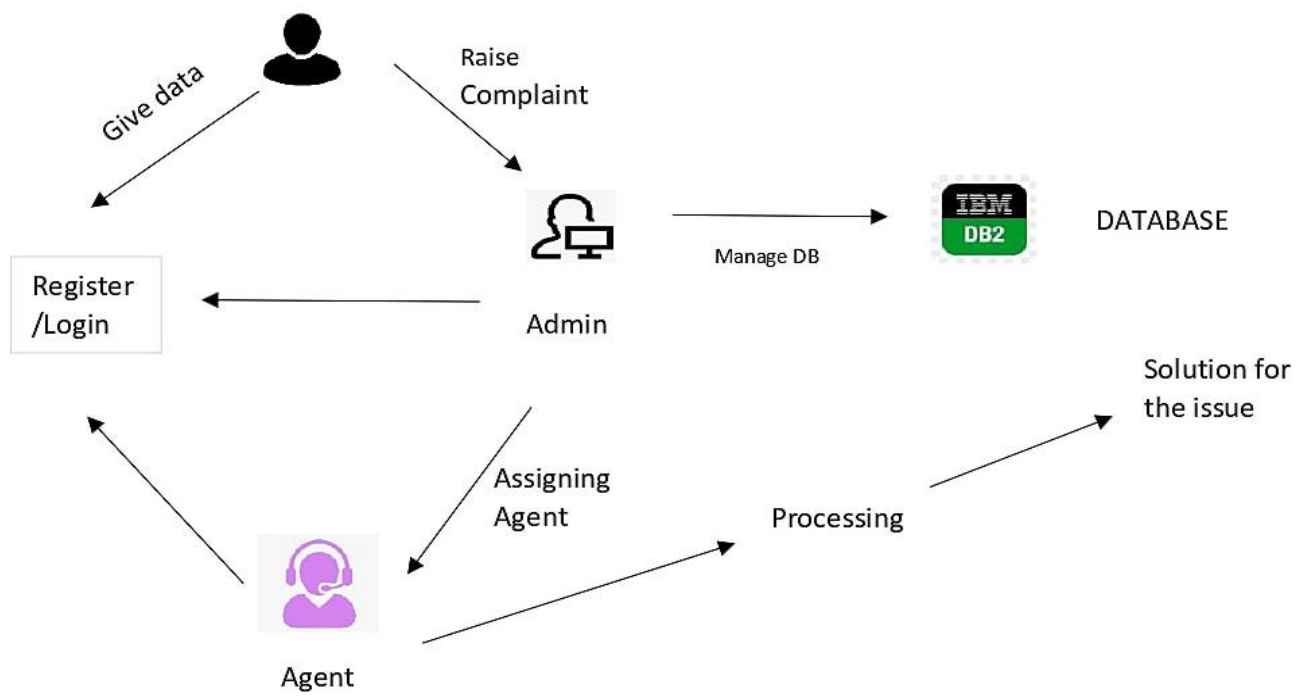 Give data
Raise
Complaint
IBM
DB2
DATABASE
Manage DB
Register
/Login
Admin
Solution for
the issue
Assigning
Agent
Processing
Agent